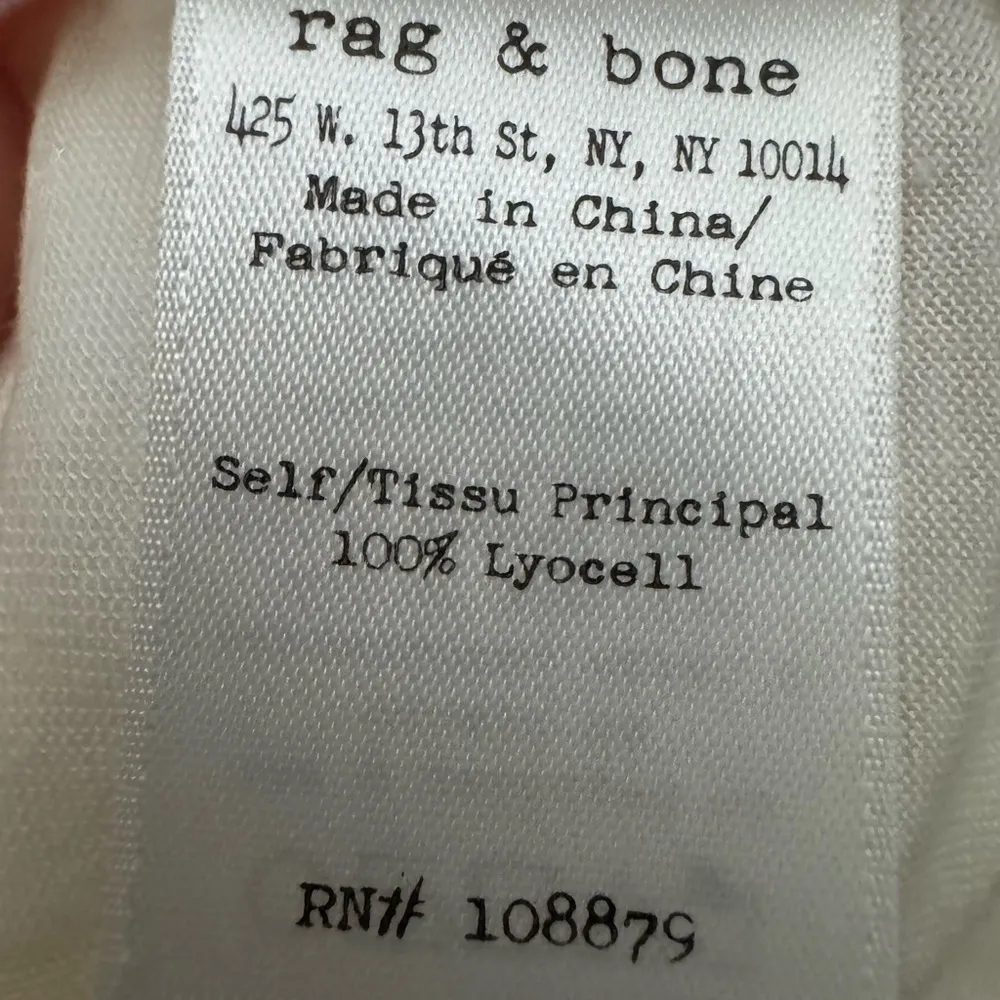 rag & bone
425 W. 13th St, NY, NY 10014
Made in China/
Fabriqué en Chine
Self/Tissu Principal
100% Lyocell
RN# 108879